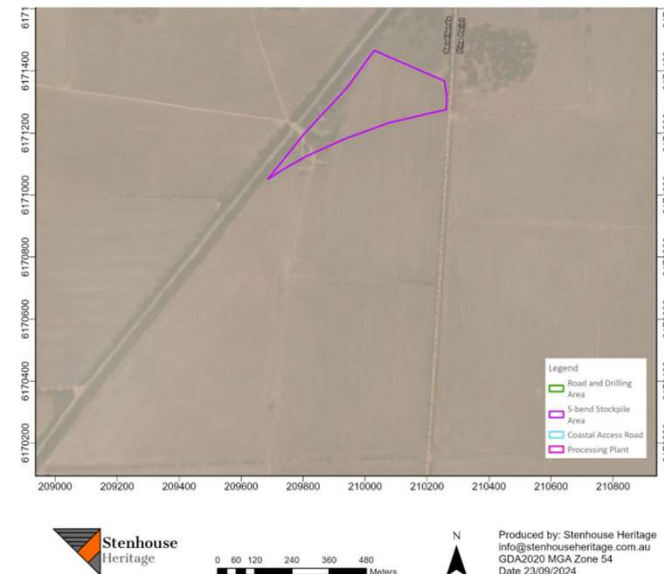 6171
6171400
6171200
6171000
6170800
6170600
6170400
6170200
209000 209200 209400 209600 209800 210000 210200 210400 210600 210800
Legend
Road and Drilling
Area
S-bend Stockpile
Area
Coastal Access Road
Processing Plant
Stenhouse
Heritage
0 60 120 240 360 480
Meters
N
Produced by: Stenhouse Heritage
info@stenhouseheritage.com.au
GDA2020 MGA Zone 54
Date 23/09/2024